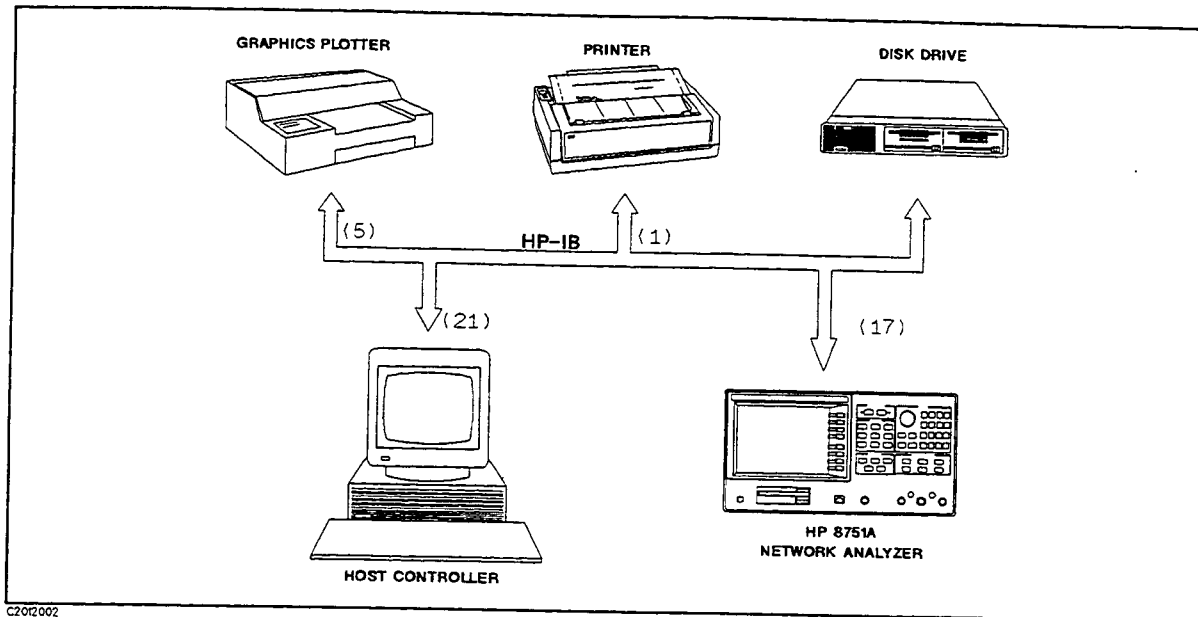 GRAPHICS PLOTTER
PRINTER
DISK DRIVE
(5)
HP-IB
(1)
(21)
(17)
HOST CONTROLLER
HP 8751A
NETWORK ANALYZER
C2012002